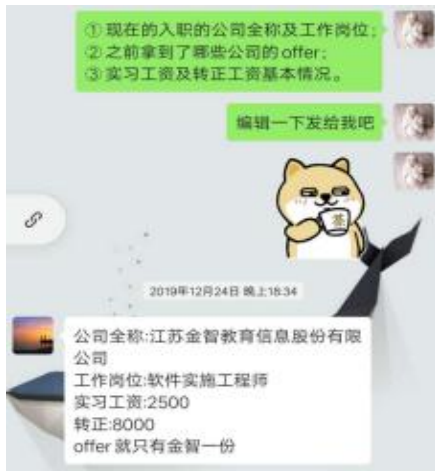 ① 现在的入职的公司全称及工作岗位;
② 之前拿到了哪些公司的 offer;
③ 实习工资及转正工资基本情况。
编辑一下发给我吧
茶
2019年12月24日 晚上18:34
公司全称:江苏金智教育信息股份有限
公司
工作岗位:软件实施工程师
实习工资:2500
转正:8000
offer 就只有金智一份